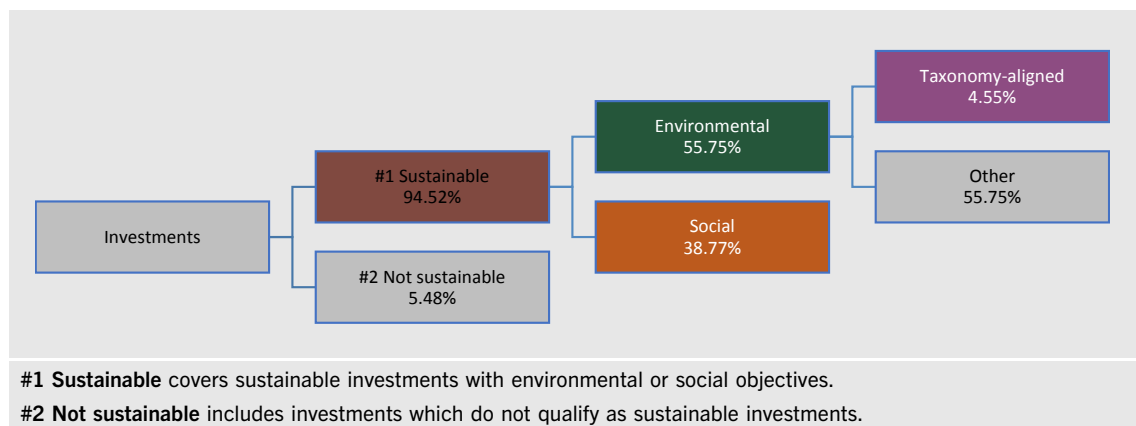 Investments
#1 Sustainable
94.52%
#2 Not sustainable
5.48%
Environmental
55.75%
Social
38.77%
Taxonomy-aligned
4.55%
Other
55.75%
#1 Sustainable covers sustainable investments with environmental or social objectives.
#2 Not sustainable includes investments which do not qualify as sustainable investments.